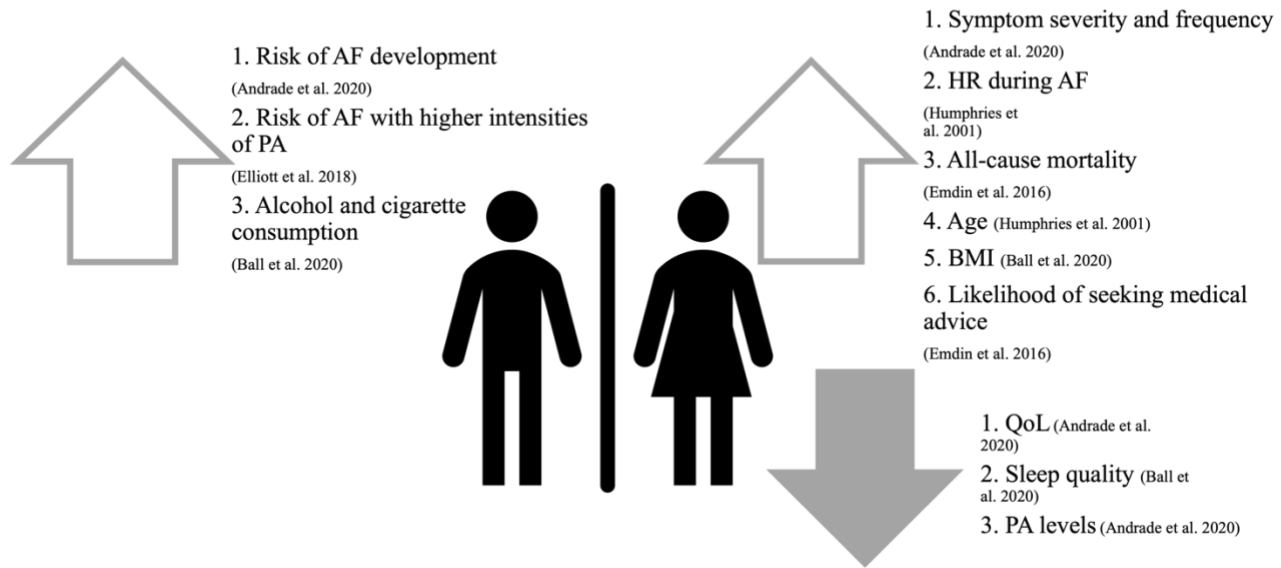 1. Risk of AF development
(Andrade et al. 2020)
2. Risk of AF with higher intensities
of PA
(Elliott et al. 2018)
3. Alcohol and cigarette
consumption
(Ball et al. 2020)
1. Symptom severity and frequency
(Andrade et al. 2020)
2. HR during AF
(Humphries et
al. 2001)
3. All-cause mortality
(Emdin et al. 2016)
4. Age (Humphries et al. 2001)
5. BMI (Ball et al. 2020)
6. Likelihood of seeking medical
advice
(Emdin et al. 2016)
1. QoL (Andrade et al.
2020)
2. Sleep quality (Ball et
al. 2020)
3. PA levels (Andrade et al. 2020)